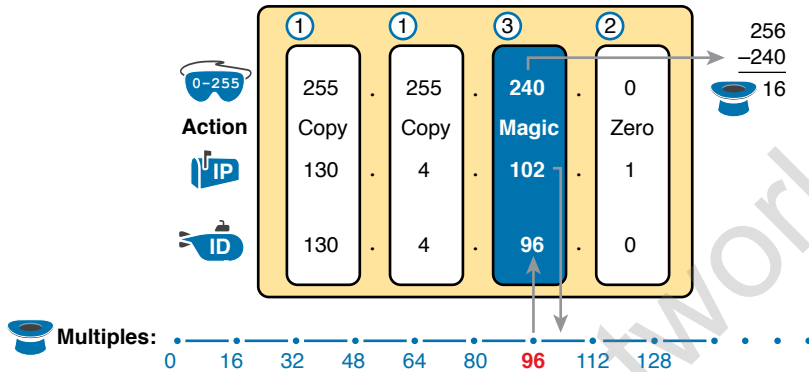 1 1 3 2
256
–240
16
0–255 255 . 255 . 240 . 0
Action Copy Copy Magic Zero
IP 130 . 4 . 102 . 1
ID 130 . 4 . 96 . 0
Multiples:
0 16 32 48 64 80 96 112 128